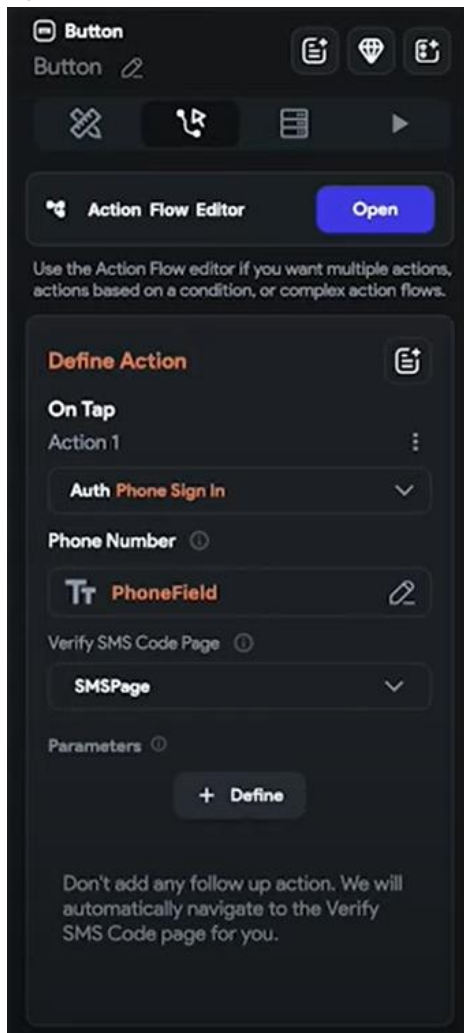 Button
Button
Action Flow Editor
Open
Use the Action Flow editor if you want multiple actions,
actions based on a condition, or complex action flows.
Define Action
On Tap
Action 1
Auth Phone Sign In
Phone Number
Tт PhoneField
Verify SMS Code Page
SMSPage
Parameters
+ Define
Don't add any follow up action. We will
automatically navigate to the Verify
SMS Code page for you.